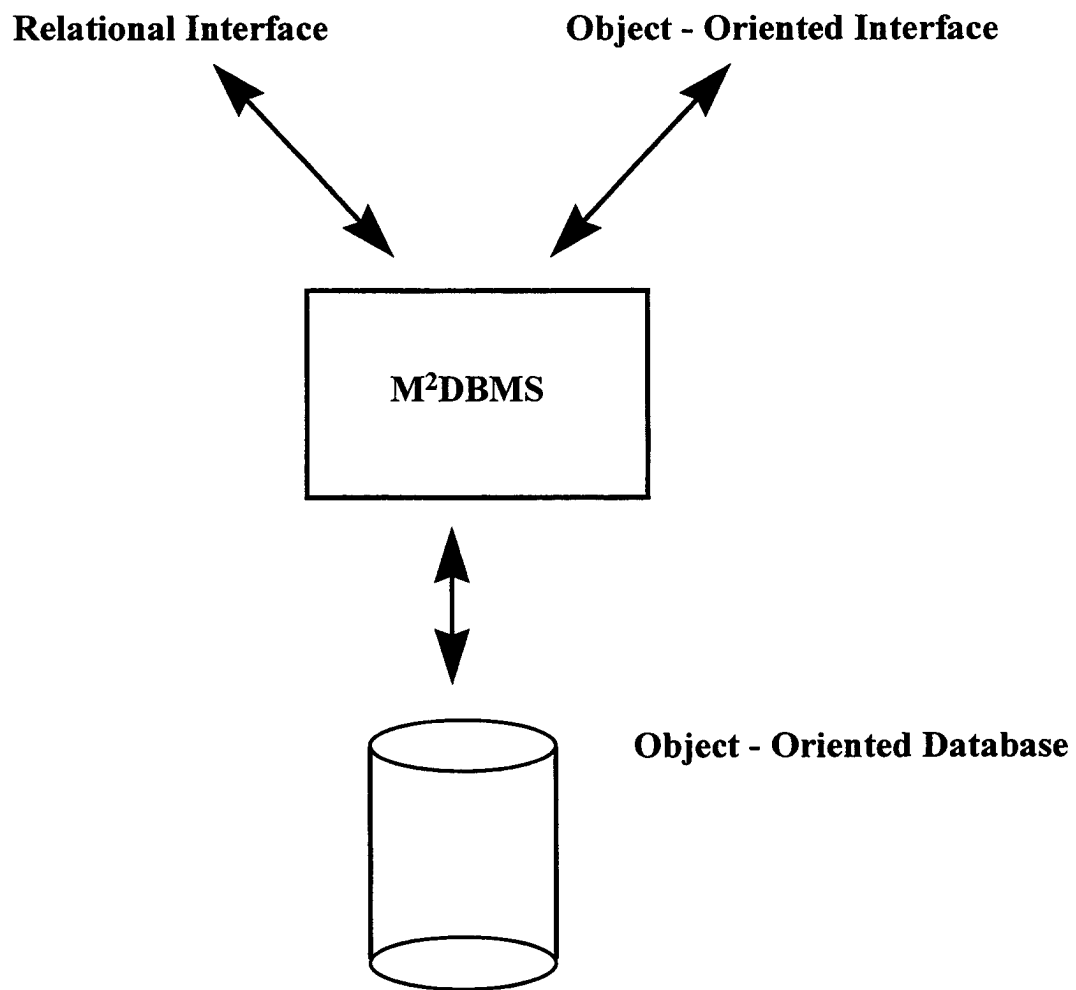 Relational Interface
Object - Oriented Interface
M²DBMS
Object - Oriented Database